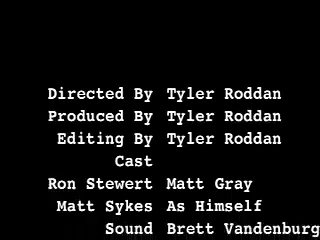 Directed By Tyler Roddan
Produced By Tyler Roddan
Editing By Tyler Roddan
Cast
Ron Stewert Matt Gray
Matt Sykes As Himself
Sound Brett Vandenburg